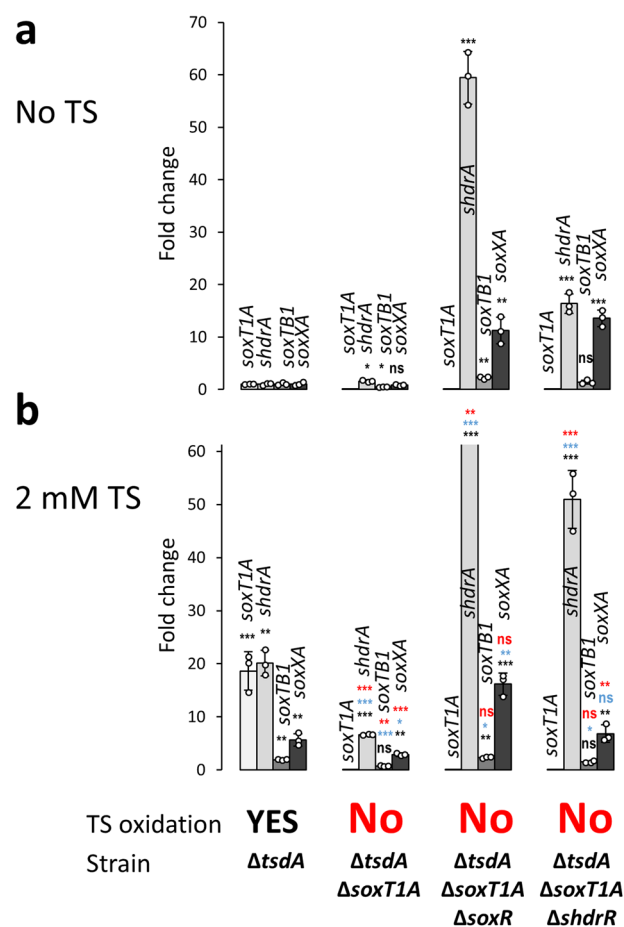 a
No TS
Fold change
70
60
50
40
30
20
10
0
soxT1A
shdrA
soxTB1
soxXA
soxT1A
shdrA
soxTB1
soxXA
*
*
ns
soxT1A
shdrA
soxTB1
soxXA
***
**
**
soxT1A
shdrA
soxTB1
soxXA
***
ns
***
b
2 mM TS
Fold change
60
50
40
30
20
10
0
soxT1A
shdrA
soxTB1
soxXA
***
**
**
**
soxT1A
shdrA
soxTB1
soxXA
***
***
***
**
***
ns
***
*
**
soxT1A
shdrA
soxTB1
soxXA
**
***
***
ns
*
**
ns
**
***
soxT1A
shdrA
soxTB1
soxXA
***
***
***
ns
*
ns
**
ns
**
TS oxidation YES No No No
Strain ΔtsdA ΔtsdA ΔtsdA ΔtsdA
ΔsoxT1A ΔsoxT1A ΔsoxT1A
ΔsoxR ΔshdrR